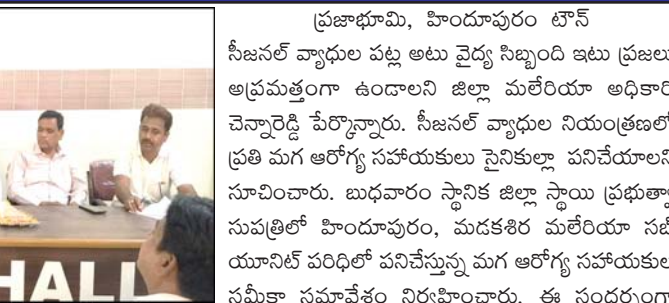 ప్రజాభూమి, హిందూపురం టౌన్
సీజనల్ వ్యాధుల పట్ల అటు వైద్య సిబ్బంది ఇటు ప్రజలు
అప్రమత్తంగా ఉండాలని జిల్లా మలేరియా అధికారి
చెన్నారెడ్డి పేర్కొన్నారు. సీజనల్ వ్యాధుల నియంత్రణలో
ప్రతి మగ ఆరోగ్య సహాయకులు సైనికుల్లా పనిచేయాలని
సూచించారు. బుధవారం స్థానిక జిల్లా స్థాయి ప్రభుత్వా
సుపత్రిలో హిందూపురం, మడకశిర మలేరియా సబ్
యూనిట్ పరిధిలో పనిచేస్తున్న మగ ఆరోగ్య సహాయకుల
సమీక్షా సమావేశం నిర్వహించారు. ఈ సందర్భంగా
HALL